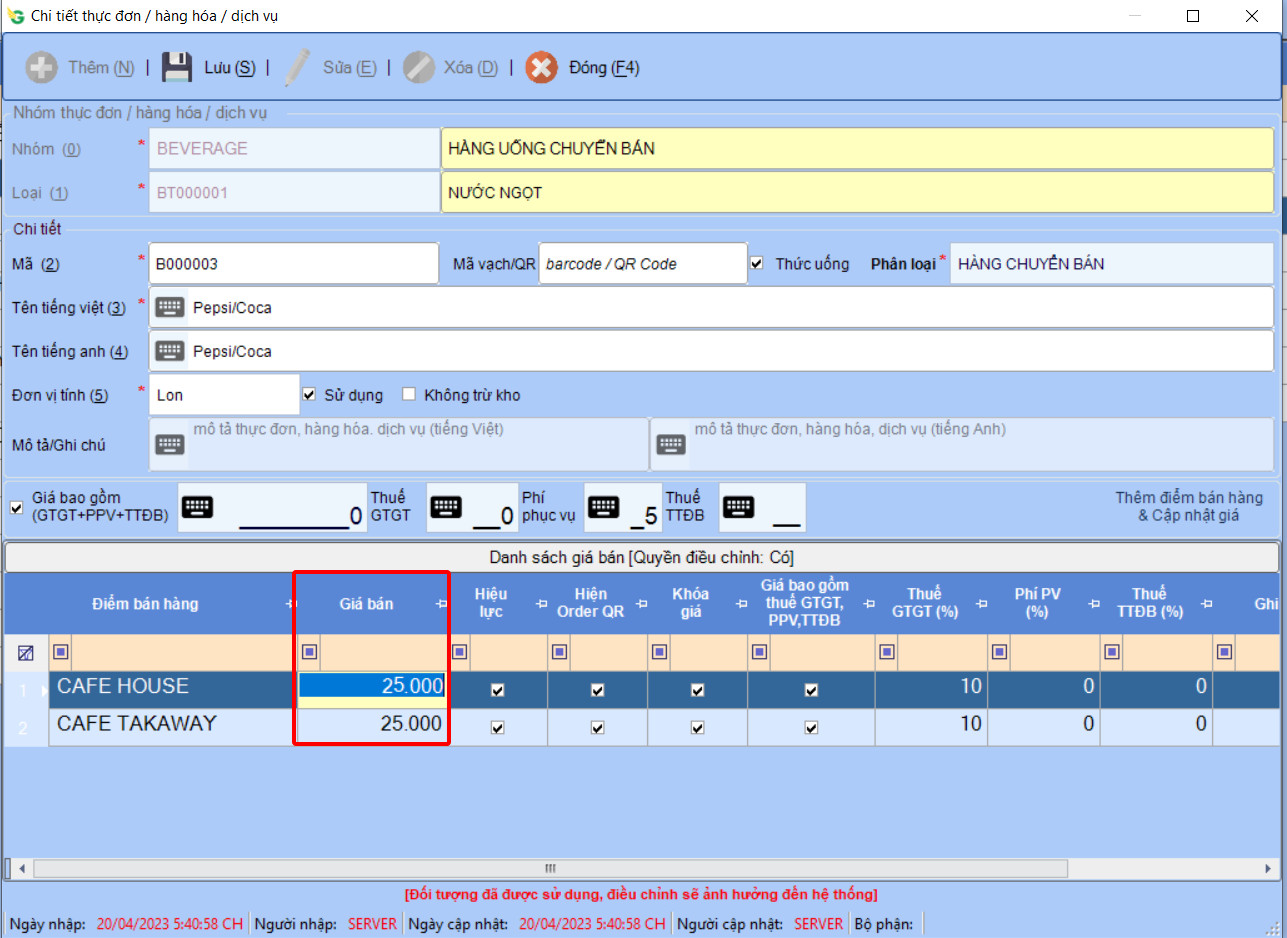 Chi tiết thực đơn / hàng hóa / dịch vụ
Thêm (N) | Lưu (S) | Sửa (E) | Xóa (D) | Đóng (F4)
Nhóm thực đơn / hàng hóa / dịch vụ
Nhóm (0) * BEVERAGE HÀNG UỐNG CHUYỂN BÁN
Loại (1) * BT000001 NƯỚC NGỌT
Chi tiết
Mã (2) * B000003 Mã vạch/QR barcode / QR Code Thức uống Phân loại * HÀNG CHUYỂN BÁN
Tên tiếng việt (3) * Pepsi/Coca
Tên tiếng anh (4) Pepsi/Coca
Đơn vị tính (5) * Lon Sử dụng Không trừ kho
Mô tả/Ghi chú mô tả thực đơn, hàng hóa. dịch vụ (tiếng Việt) mô tả thực đơn, hàng hóa, dịch vụ (tiếng Anh)
Giá bao gồm
(GTGT+PPV+TTĐB)
0
Thuế
GTGT
0
Phí
phục vụ
5
Thuế
TTĐB
Thêm điểm bán hàng
& Cập nhật giá
Danh sách giá bán [Quyền điều chỉnh: Có]
Điểm bán hàng
Giá bán
Hiệu
lực
Hiện
Order QR
Khóa
giá
Giá bao gồm
thuế GTGT,
PPV,TTĐB
Thuế
GTGT (%)
Phí PV
(%)
Thuế
TTĐB (%)
Ghi
1 CAFE HOUSE 25.000 10 0 0
2 CAFE TAKAWAY 25.000 10 0 0
[Đối tượng đã được sử dụng, điều chỉnh sẽ ảnh hưởng đến hệ thống]
Ngày nhập: 20/04/2023 5:40:58 CH Người nhập: SERVER Ngày cập nhật: 20/04/2023 5:40:58 CH Người cập nhật: SERVER Bộ phận: